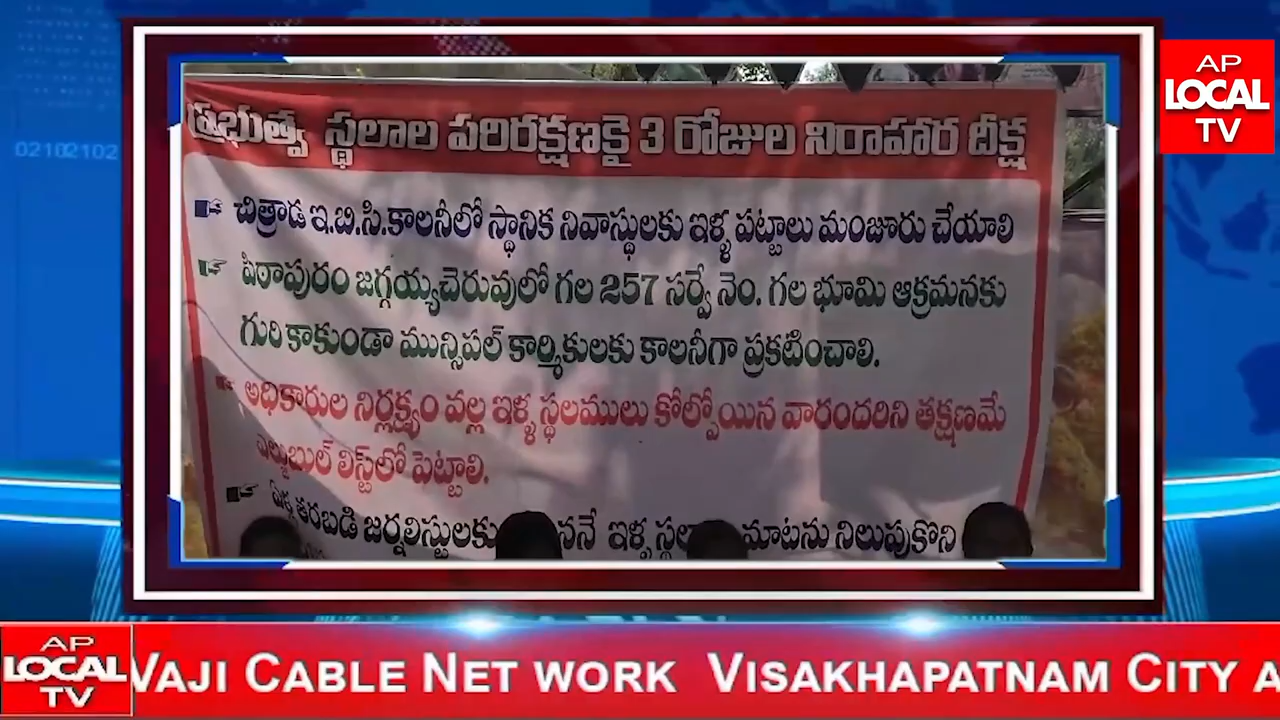 AP
LOCAL
TV
02102102
ప్రభుత్వ స్థలాల పరిరక్షణకై 3 రోజుల నిరాహార దీక్ష
చిత్రాడ ఇ.బి.సి.కాలనీలో స్థానిక నివాస్థులకు ఇళ్ళ పట్టాలు మంజూరు చేయాలి
పిఠాపురం జగ్గయ్యచెరువులో గల 257 సర్వే నెం. గల భూమి ఆక్రమనకు
గురి కాకుండా మున్సిపల్ కార్మికులకు కాలనీగా ప్రకటించాలి.
అధికారుల నిర్లక్ష్యం వల్ల ఇళ్ళ స్థలములు కోల్పోయిన వారందరిని తక్షణమే
ఎల్జిబుల్ లిస్ట్‌లో పెట్టాలి.
తరబడి జర్నలిస్టులకు ఇళ్ళ మాటను నిలుపుకొని
AP
LOCAL
TV
VAJI CABLE NET WORK VISAKHAPATNAM CITY A